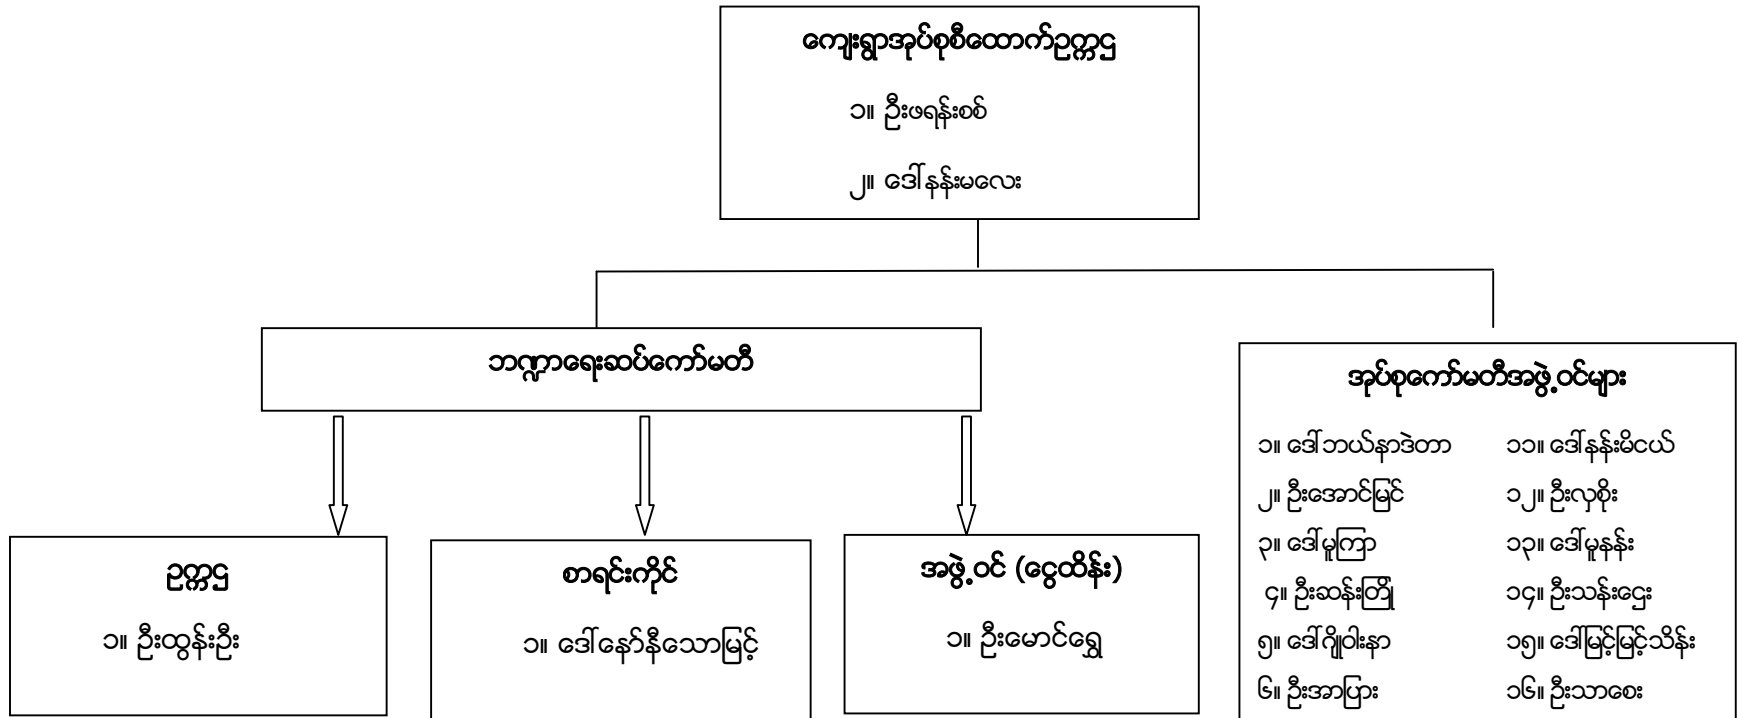 ကျေးရွာအုပ်စုစီထောက်ဥက္ကဌ
၁။ ဦးဖရန်းစစ်
၂။ ဒေါ်နန်းမလေး
ဘဏ္ဍာရေးဆပ်ကော်မတီ
ဥက္ကဌ
၁။ ဦးထွန်းဦး
စာရင်းကိုင်
၁။ ဒေါ်နော်နီသောမြင့်
အဖွဲ့ဝင် (ငွေထိန်း)
၁။ ဦးမောင်ရွှေ
အုပ်စုကော်မတီအဖွဲ့ဝင်များ
၁။ ဒေါ်ဘယ်နာဒဲတာ
၂။ ဦးအောင်မြင်
၃။ ဒေါ်မူကြာ
၄။ ဦးဆန်းတြို
၅။ ဒေါ်ဂျိုဝါးနာ
၆။ ဦးအာပြား
၁၁။ ဒေါ်နန်းမိငယ်
၁၂။ ဦးလှစိုး
၁၃။ ဒေါ်မူနန်း
၁၄။ ဦးသန်းဌေး
၁၅။ ဒေါ်မြင့်မြင့်သိန်း
၁၆။ ဦးသာစေး